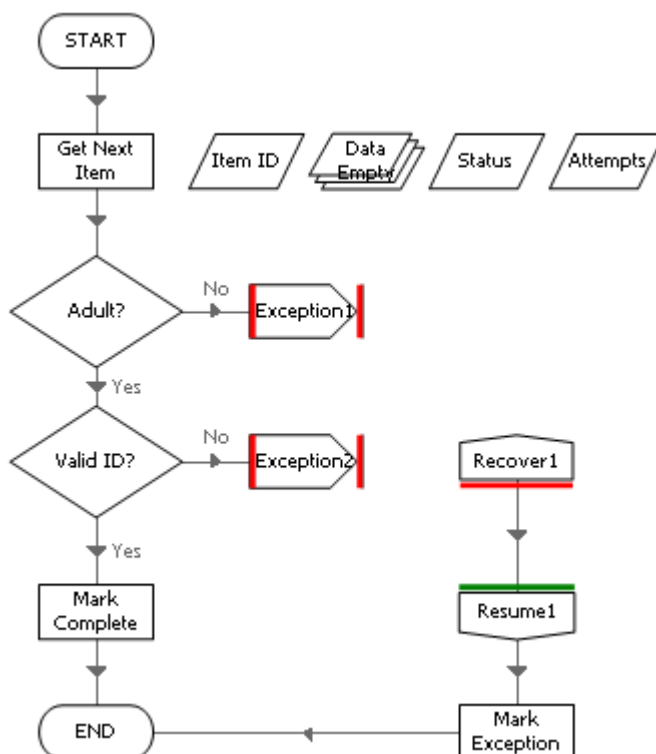 START
Get Next
Item
Item ID
Data
Empty
Status
Attempts
Adult?
No
Exception1
Yes
Valid ID?
No
Exception2
Recover1
Yes
Mark
Complete
Resume1
END
Mark
Exception